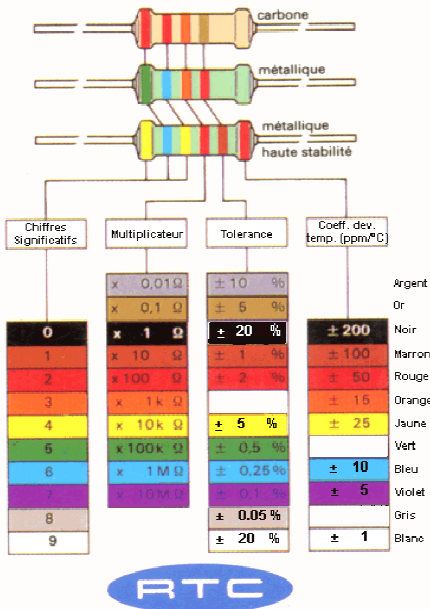 carbone
métallique
métallique
haute stabilité
Chiffres
Significatifs
Multiplicateur
Tolerance
Coeff. dev.
temp. (ppm/°C)
x 0,01 Ω ± 10 % Argent
x 0,1 Ω ± 5 % Or
0 x 1 Ω ± 20 % ± 200 Noir
1 x 10 Ω ± 1 % ± 100 Marron
2 x 100 Ω ± 2 % ± 50 Rouge
3 x 1k Ω ± 15 Orange
4 x 10k Ω ± 5 % ± 25 Jaune
5 x 100k Ω ± 0,5 % Vert
6 x 1M Ω ± 0,25 % ± 10 Bleu
7 x 10M Ω ± 0,1 % ± 5 Violet
8 ± 0.05 % Gris
9 ± 20 % ± 1 Blanc
RTC